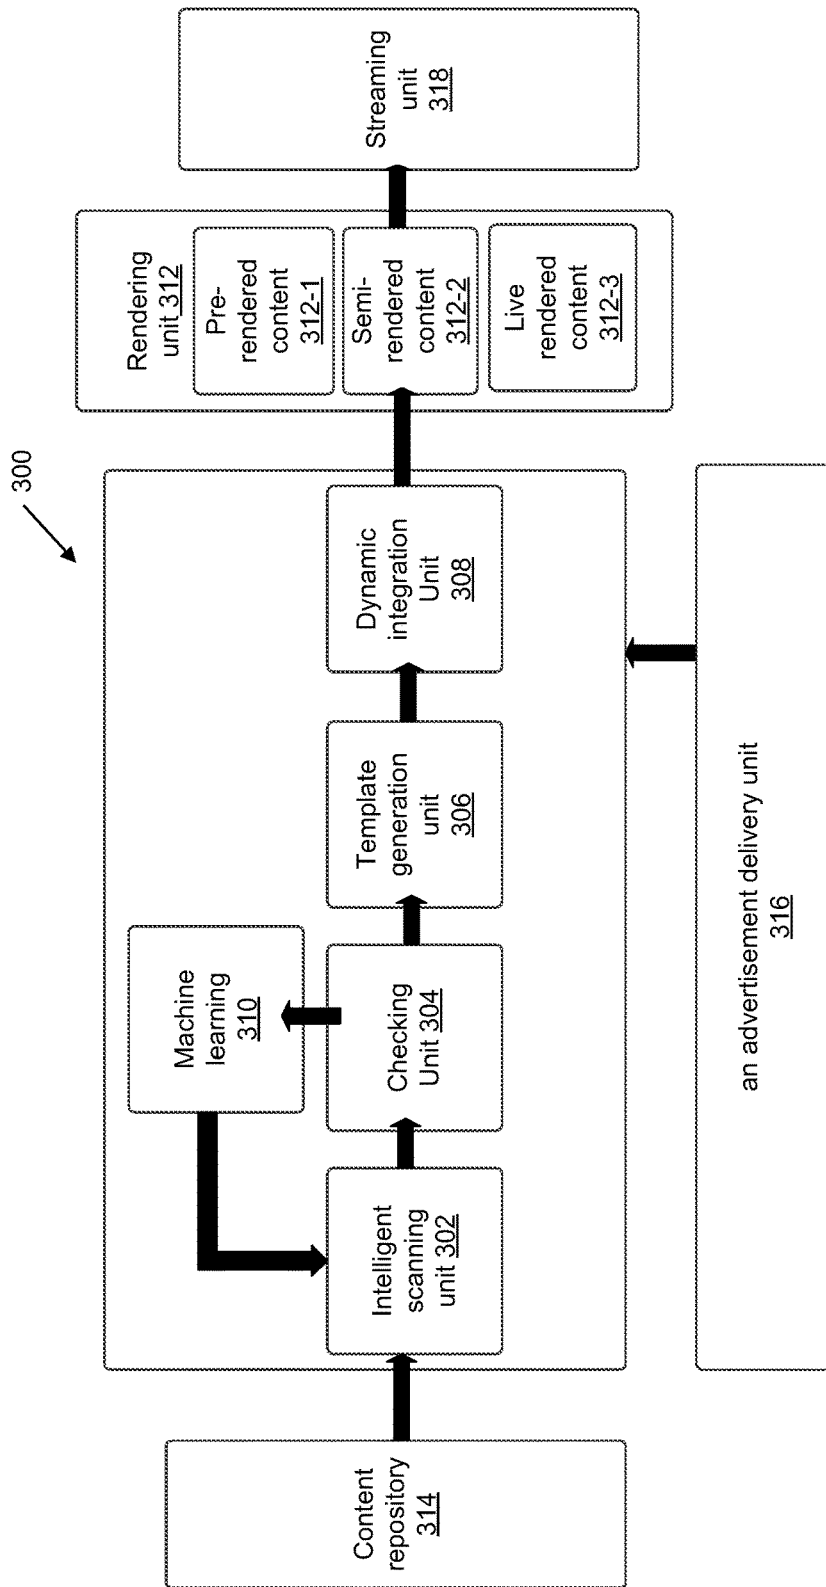 300
Content
repository
314
Intelligent
scanning
unit 302
Machine
learning
310
Checking
Unit 304
Template
generation
unit
306
Dynamic
integration
Unit
308
Rendering
unit 312
Pre-
rendered
content
312-1
Semi-
rendered
content
312-2
Live
rendered
content
312-3
Streaming
unit
318
an advertisement delivery unit
316